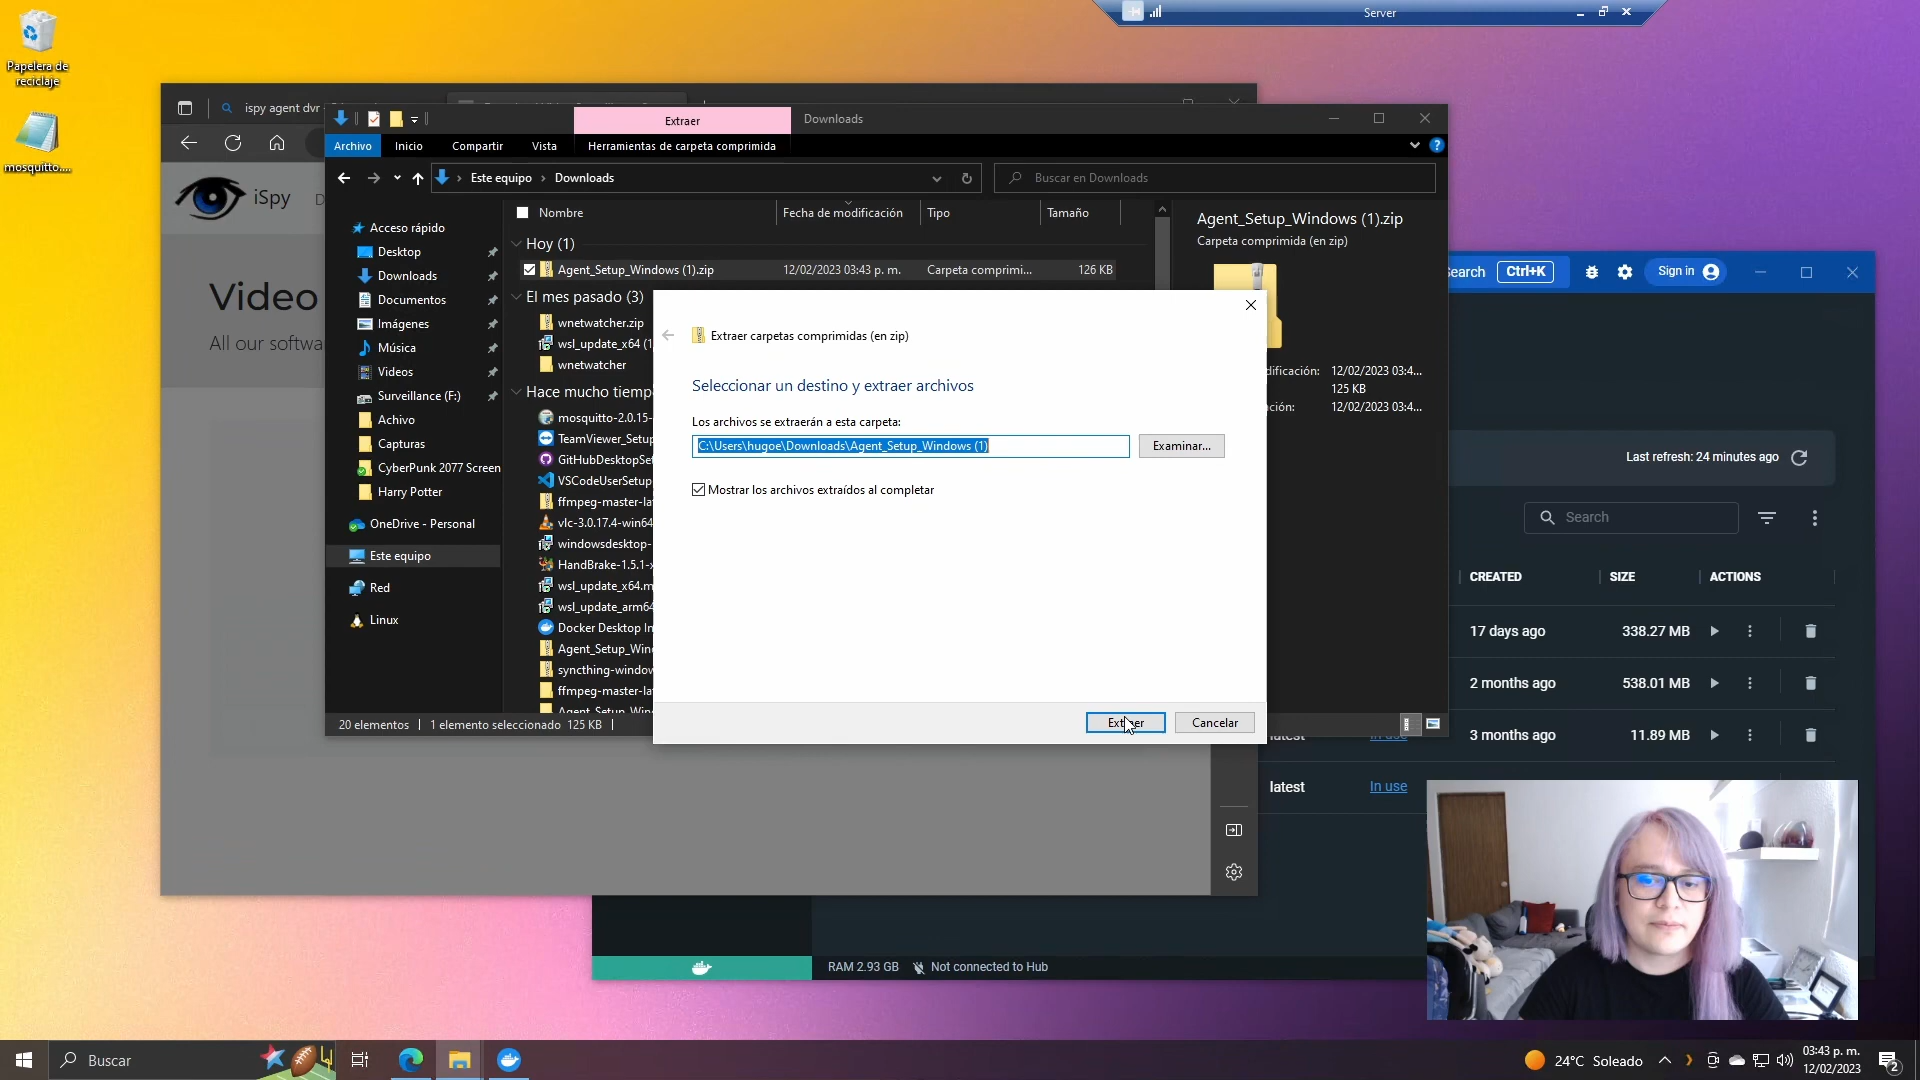 Papelera de
reciclaje
mosquitto....
Server
ispy agent dvr
iSpy
Video
All our softwa
Extraer
Downloads
Archivo
Inicio
Compartir
Vista
Herramientas de carpeta comprimida
Este equipo
Downloads
Buscar en Downloads
Nombre
Fecha de modificación
Tipo
Tamaño
Acceso rápido
Desktop
Downloads
Documentos
Imágenes
Música
Videos
Surveillance (F:)
Achivo
Capturas
CyberPunk 2077 Screen
Harry Potter
OneDrive - Personal
Este equipo
Red
Linux
Hoy (1)
Agent_Setup_Windows (1).zip
12/02/2023 03:43 p. m.
Carpeta comprimi...
126 KB
El mes pasado (3)
wnetwatcher.zip
wsl_update_x64 (1
wnetwatcher
Hace mucho tiemp
mosquitto-2.0.15-
TeamViewer_Setup
GitHubDesktopSet
VSCodeUserSetup
ffmpeg-master-la
vlc-3.0.17.4-win64
windowsdesktop-
HandBrake-1.5.1-x
wsl_update_x64.m
wsl_update_arm64
Docker Desktop In
Agent_Setup_Win
syncthing-window
ffmpeg-master-la
Agent_Setup_Win
20 elementos
1 elemento seleccionado 125 KB
Agent_Setup_Windows (1).zip
Carpeta comprimida (en zip)
dificación:
12/02/2023 03:4...
125 KB
ción:
12/02/2023 03:4...
Extraer carpetas comprimidas (en zip)
Seleccionar un destino y extraer archivos
Los archivos se extraerán a esta carpeta:
C:\Users\hugoe\Downloads\Agent_Setup_Windows (1)
Examinar...
Mostrar los archivos extraídos al completar
Extraer
Cancelar
Search
Ctrl+K
Sign in
Last refresh: 24 minutes ago
Search
CREATED
SIZE
ACTIONS
17 days ago
338.27 MB
2 months ago
538.01 MB
latest
In use
3 months ago
11.89 MB
latest
In use
RAM 2.93 GB
Not connected to Hub
Buscar
24°C Soleado
03:43 p. m.
12/02/2023
2